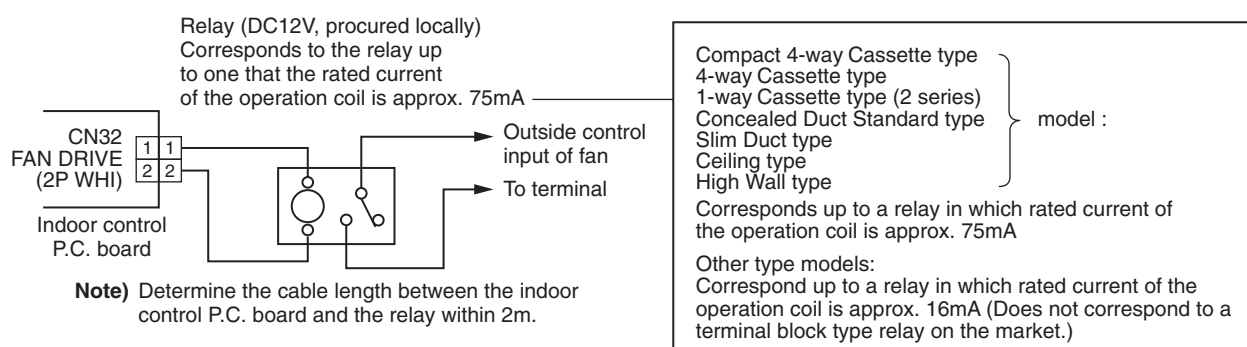 Relay (DC12V, procured locally)
Corresponds to the relay up
to one that the rated current
of the operation coil is approx. 75mA
CN32
FAN DRIVE
(2P WHI)
1 1
2 2
Indoor control
P.C. board
Outside control
input of fan
To terminal
Note) Determine the cable length between the indoor
control P.C. board and the relay within 2m.
Compact 4-way Cassette type
4-way Cassette type
1-way Cassette type (2 series)
Concealed Duct Standard type
Slim Duct type
Ceiling type
High Wall type
model :
Corresponds up to a relay in which rated current of
the operation coil is approx. 75mA
Other type models:
Correspond up to a relay in which rated current of the
operation coil is approx. 16mA (Does not correspond to a
terminal block type relay on the market.)